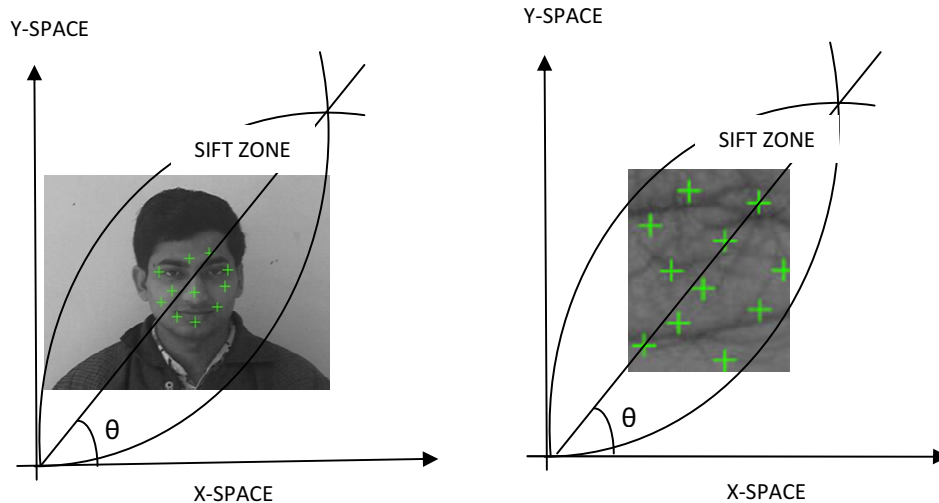 Y-SPACE
SIFT ZONE
θ
X-SPACE
Y-SPACE
SIFT ZONE
θ
X-SPACE